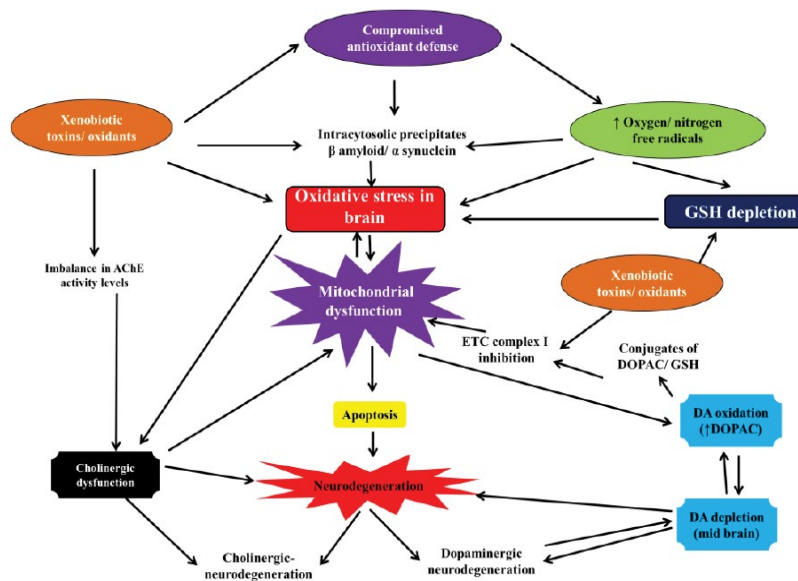 Compromised
antioxidant defense
Xenobiotic
toxins/ oxidants
↑ Oxygen/ nitrogen
free radicals
Intracytosolic precipitates
β amyloid/ α synuclein
Oxidative stress in
brain
GSH depletion
Imbalance in AChE
activity levels
Xenobiotic
toxins/ oxidants
Mitochondrial
dysfunction
ETC complex I
inhibition
Conjugates of
DOPAC/ GSH
Apoptosis
DA oxidation
(↑DOPAC)
Cholinergic
dysfunction
Neurodegeneration
DA depletion
(mid brain)
Cholinergic-
neurodegeneration
Dopaminergic
neurodegeneration